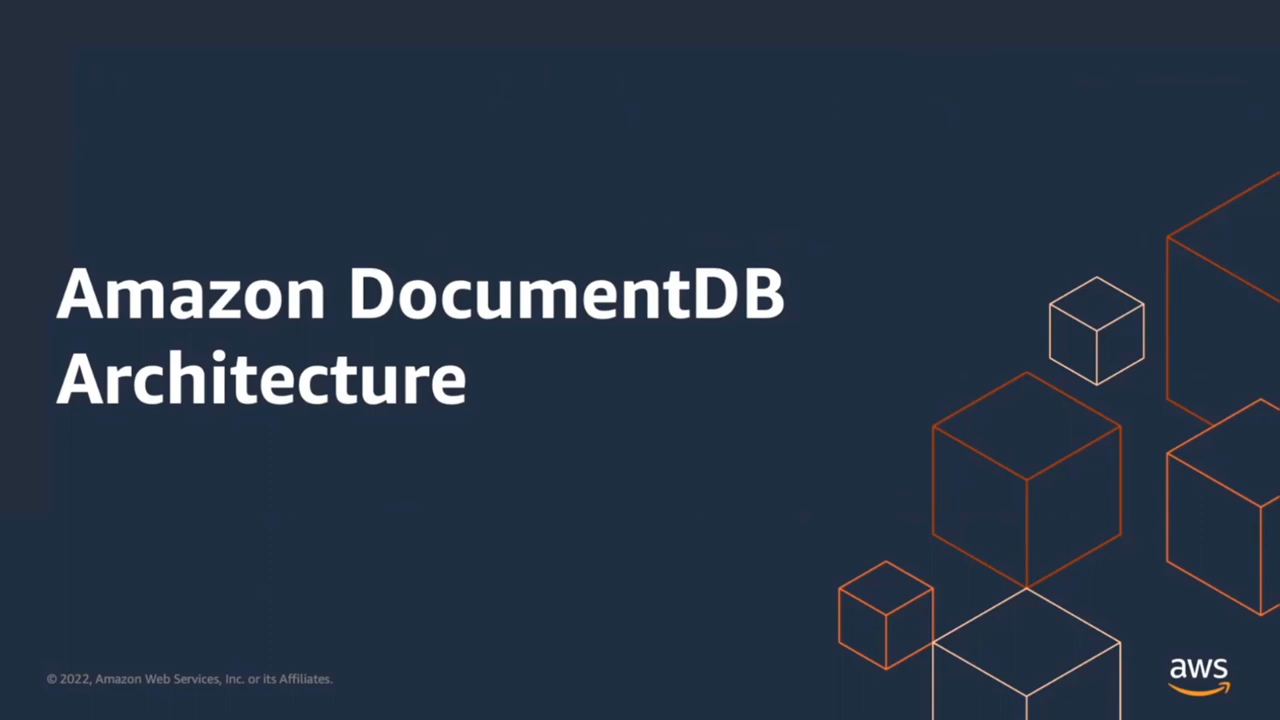 Amazon DocumentDB
Architecture
© 2022, Amazon Web Services, Inc. or its Affiliates.
aws